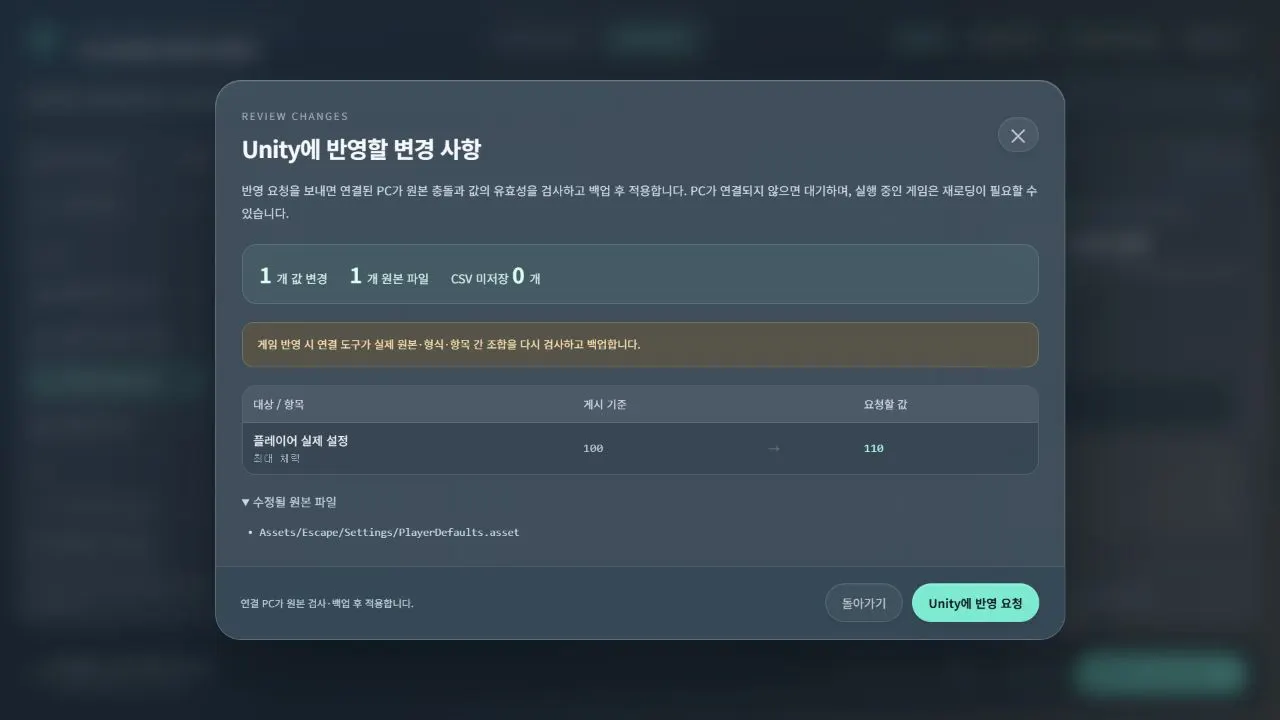 REVIEW CHANGES
Unity에 반영할 변경 사항
반영 요청을 보내면 연결된 PC가 원본 충돌과 값의 유효성을 검사하고 백업 후 적용합니다. PC가 연결되지 않으면 대기하며, 실행 중인 게임은 재로딩이 필요할 수
있습니다.
1 개 값 변경 1 개 원본 파일 CSV 미저장 0 개
게임 반영 시 연결 도구가 실제 원본·형식·항목 간 조합을 다시 검사하고 백업합니다.
대상 / 항목 게시 기준 요청할 값
플레이어 실제 설정
최대 체력 100 → 110
▼ 수정될 원본 파일
• Assets/Escape/Settings/PlayerDefaults.asset
연결 PC가 원본 검사·백업 후 적용합니다. 돌아가기 Unity에 반영 요청